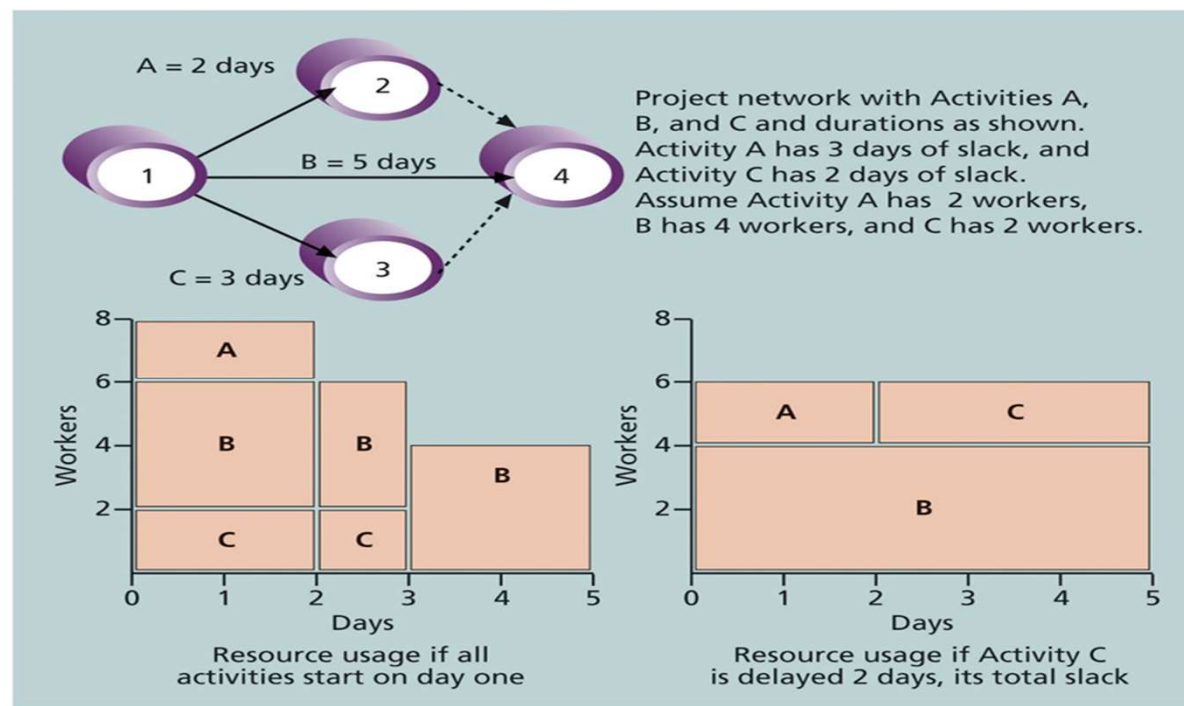 A = 2 days
2
Project network with Activities A,
B, and C and durations as shown.
Activity A has 3 days of slack, and
Activity C has 2 days of slack.
Assume Activity A has 2 workers,
B has 4 workers, and C has 2 workers.
1
B = 5 days
4
C = 3 days
3
Workers
8
6
4
2
A
B
B
B
C
C
0 1 2 3 4 5
Days
Resource usage if all
activities start on day one
Workers
8
6
4
2
A
C
B
0 1 2 3 4 5
Days
Resource usage if Activity C
is delayed 2 days, its total slack